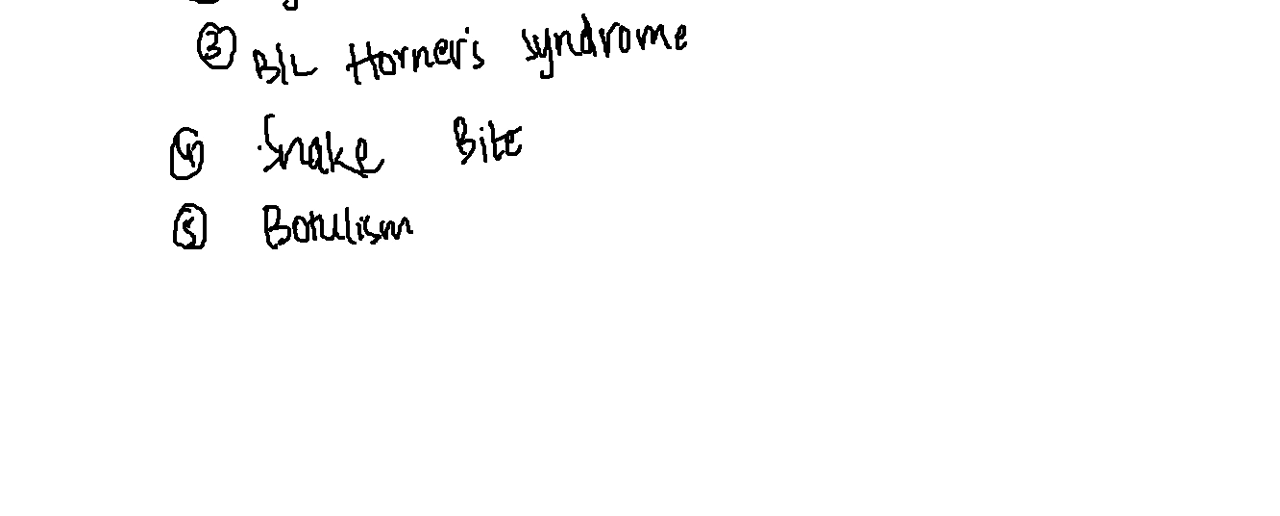 ③ B/L Horner's syndrome
④ Snake Bite
⑤ Botulism